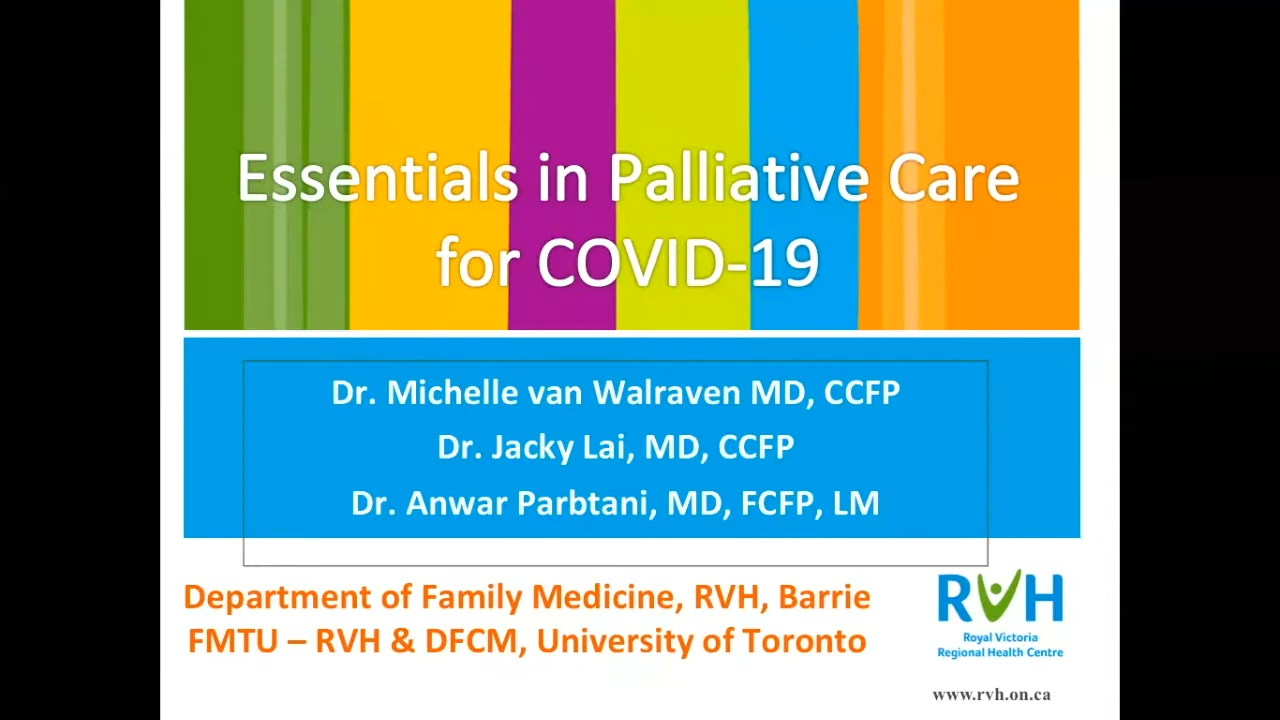 Essentials in Palliative Care
for COVID-19
Dr. Michelle van Walraven MD, CCFP
Dr. Jacky Lai, MD, CCFP
Dr. Anwar Parbtani, MD, FCFP, LM
Department of Family Medicine, RVH, Barrie
FMTU – RVH & DFCM, University of Toronto
RVH
Royal Victoria
Regional Health Centre
www.rvh.on.ca